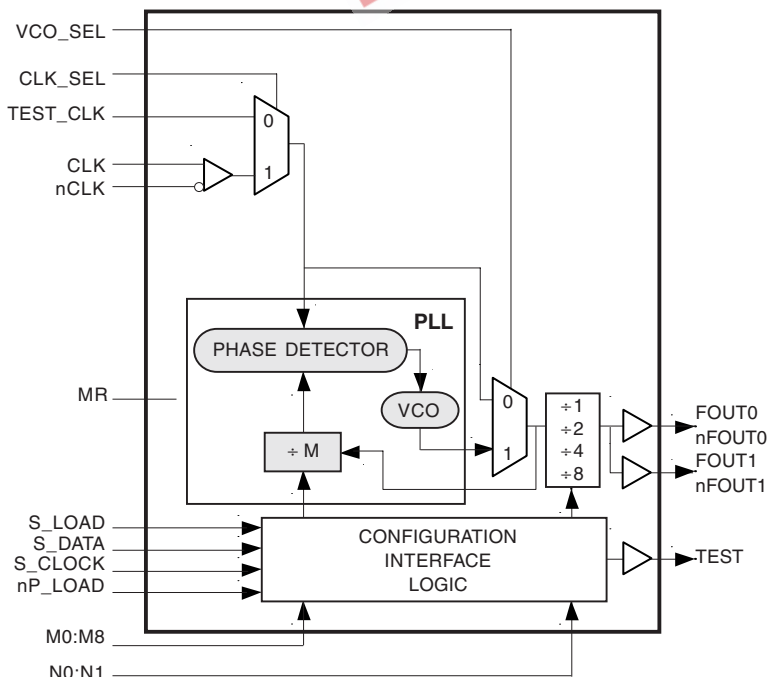 VCO_SEL
CLK_SEL
TEST_CLK
0
CLK
1
nCLK
PLL
PHASE DETECTOR
MR
VCO
0
÷1
FOUT0
÷2
nFOUT0
÷ M
1
÷4
FOUT1
÷8
nFOUT1
S_LOAD
S_DATA
S_CLOCK
nP_LOAD
CONFIGURATION
INTERFACE
LOGIC
TEST
M0:M8
N0:N1